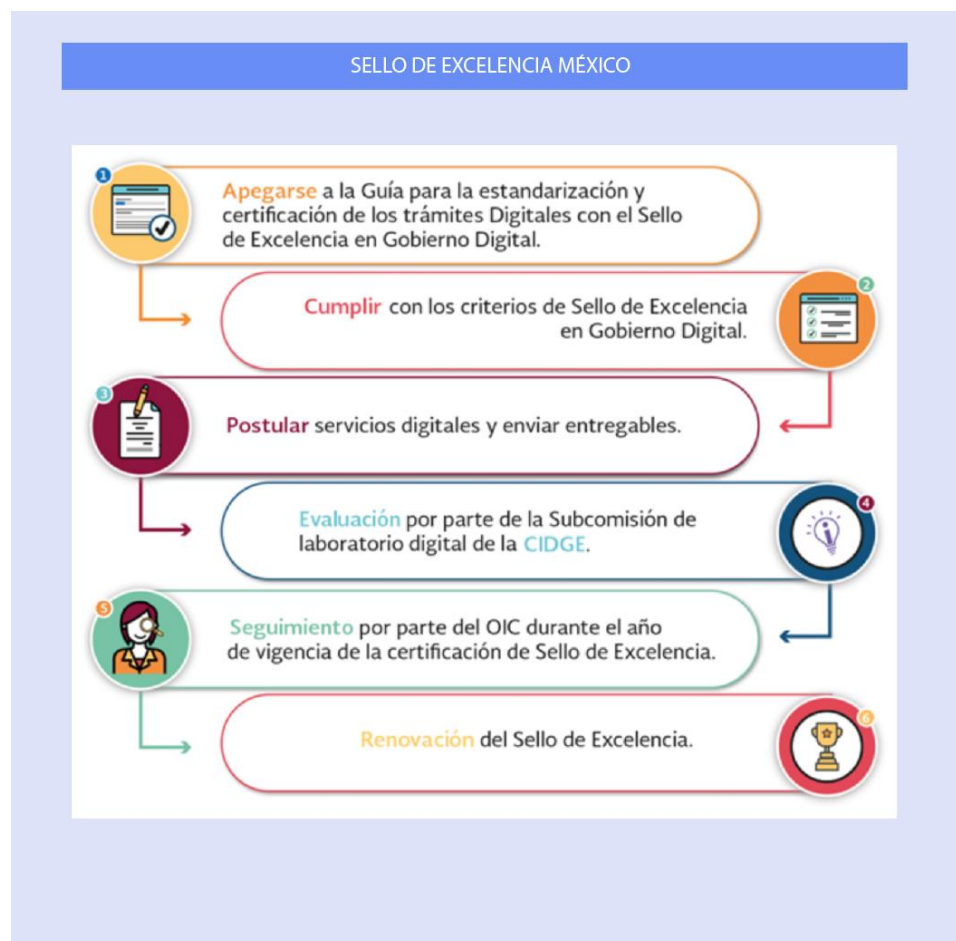 SELLO DE EXCELENCIA MÉXICO
1
Apegarse a la Guía para la estandarización y
certificación de los trámites Digitales con el Sello
de Excelencia en Gobierno Digital.
2
Cumplir con los criterios de Sello de Excelencia
en Gobierno Digital.
3
Postular servicios digitales y enviar entregables.
4
Evaluación por parte de la Subcomisión de
laboratorio digital de la CIDGE.
5
Seguimiento por parte del OIC durante el año
de vigencia de la certificación de Sello de Excelencia.
6
Renovación del Sello de Excelencia.